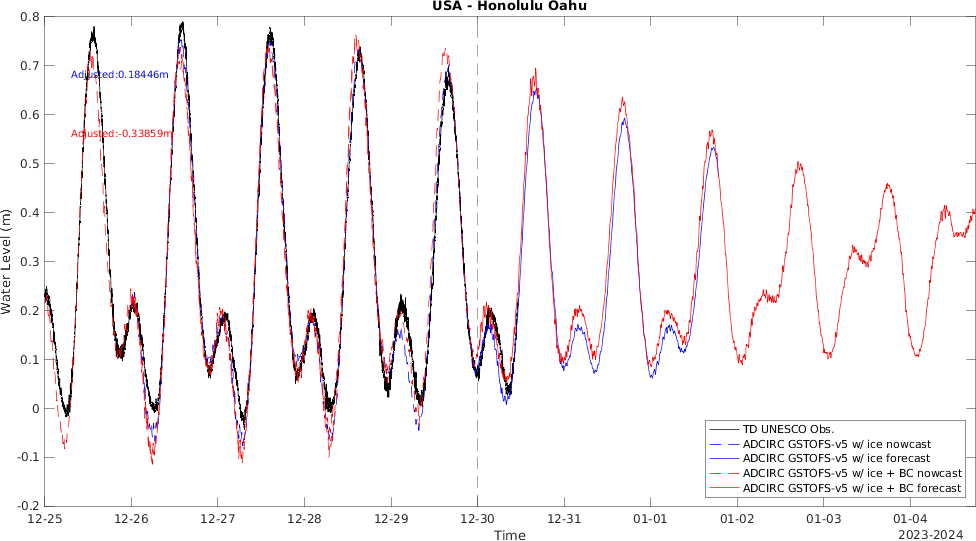 USA - Honolulu Oahu
0.8
0.7
0.6
0.5
0.4
0.3
0.2
0.1
0
-0.1
-0.2
Water Level (m)
Adjusted:0.18446m
Adjusted:-0.33859m
TD UNESCO Obs.
ADCIRC GSTOFS-v5 w/ ice nowcast
ADCIRC GSTOFS-v5 w/ ice forecast
ADCIRC GSTOFS-v5 w/ ice + BC nowcast
ADCIRC GSTOFS-v5 w/ ice + BC forecast
12-25 12-26 12-27 12-28 12-29 12-30 12-31 01-01 01-02 01-03 01-04
Time
2023-2024